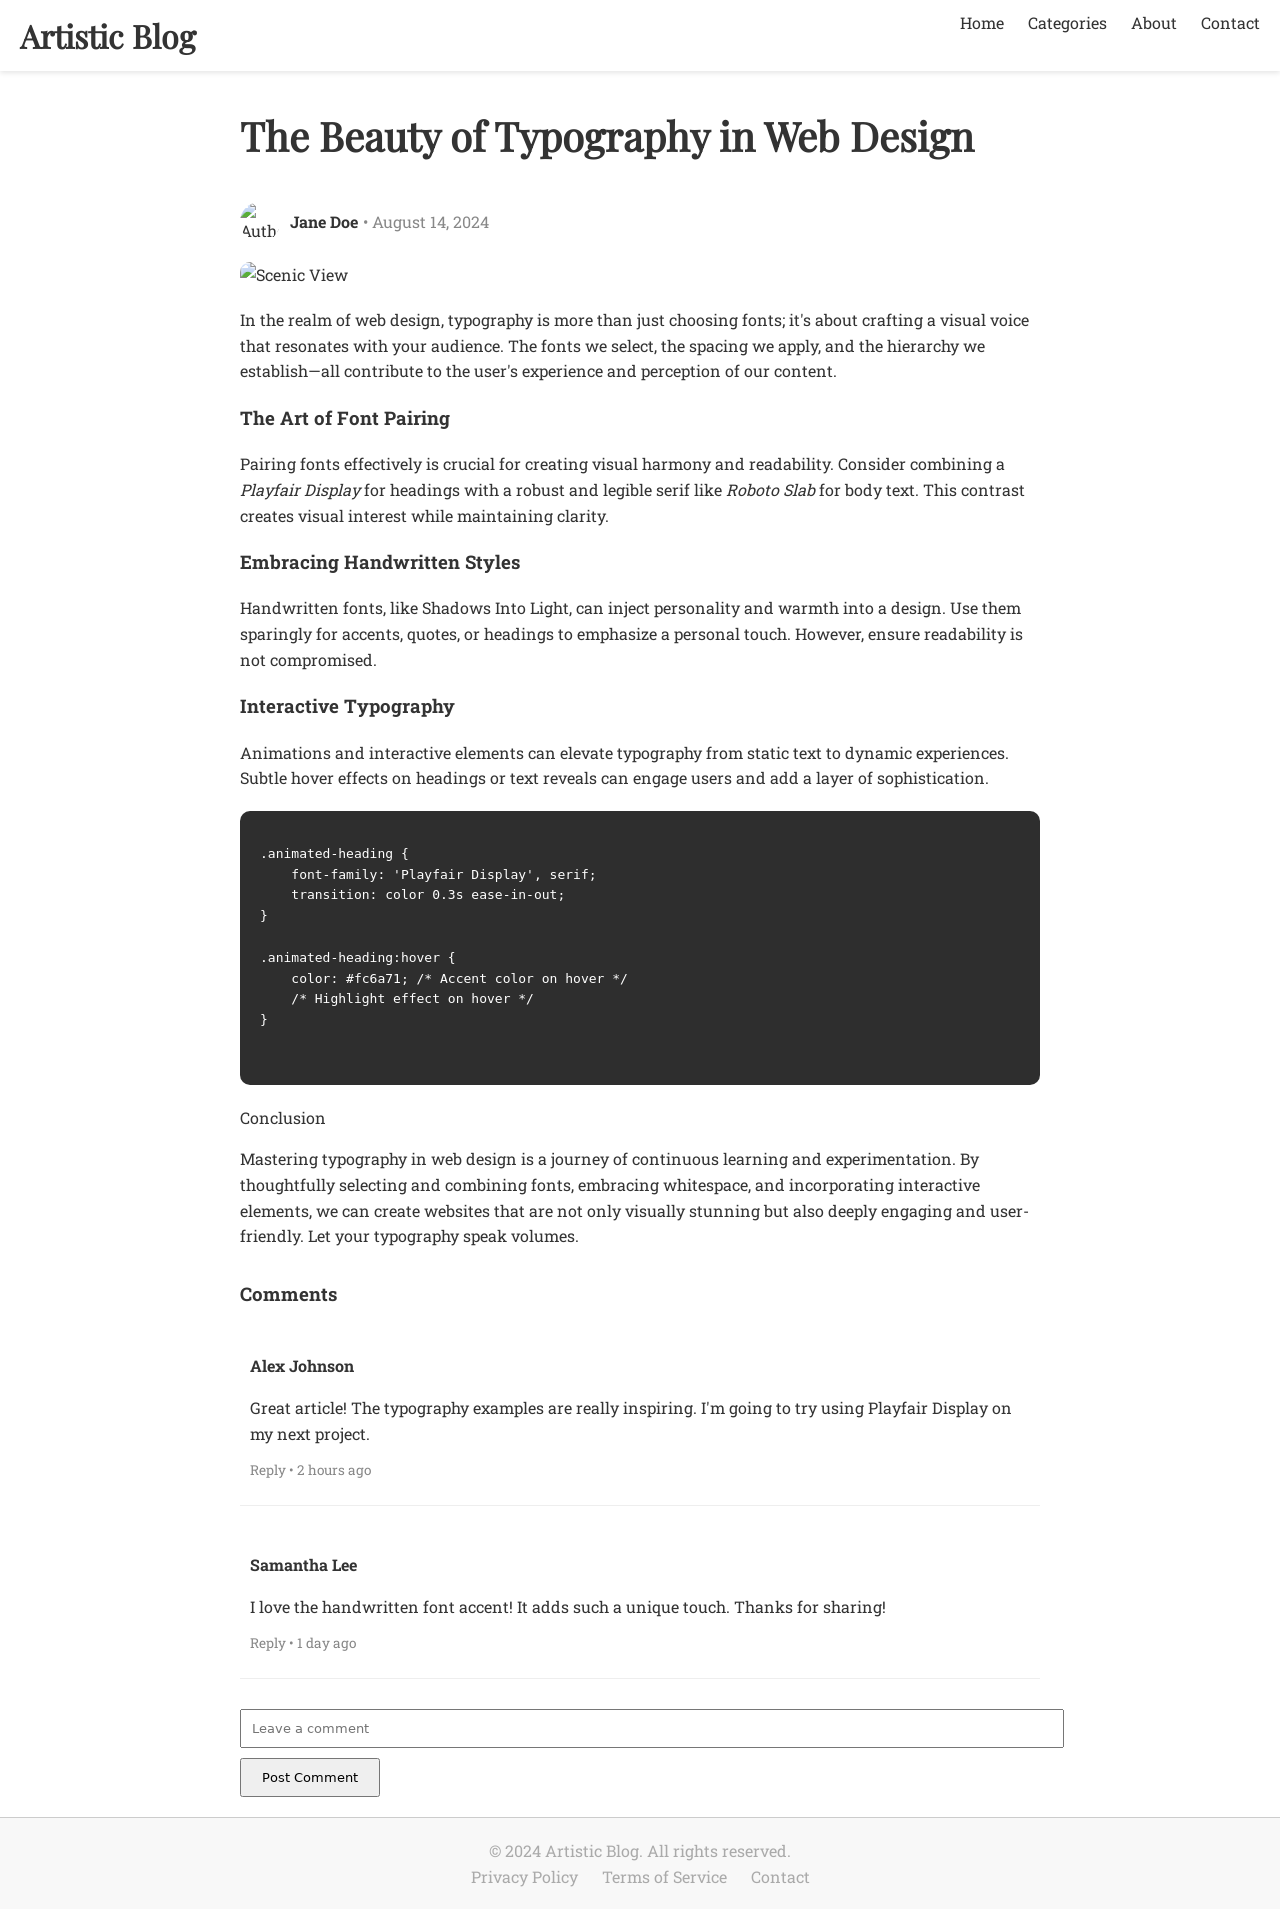 Artistic Blog
Home Categories About Contact
The Beauty of Typography in Web Design
Jane Doe • August 14, 2024
Scenic View
In the realm of web design, typography is more than just choosing fonts; it's about crafting a visual voice
that resonates with your audience. The fonts we select, the spacing we apply, and the hierarchy we
establish—all contribute to the user's experience and perception of our content.
The Art of Font Pairing
Pairing fonts effectively is crucial for creating visual harmony and readability. Consider combining a
Playfair Display for headings with a robust and legible serif like Roboto Slab for body text. This contrast
creates visual interest while maintaining clarity.
Embracing Handwritten Styles
Handwritten fonts, like Shadows Into Light, can inject personality and warmth into a design. Use them
sparingly for accents, quotes, or headings to emphasize a personal touch. However, ensure readability is
not compromised.
Interactive Typography
Animations and interactive elements can elevate typography from static text to dynamic experiences.
Subtle hover effects on headings or text reveals can engage users and add a layer of sophistication.
.animated-heading {
    font-family: 'Playfair Display', serif;
    transition: color 0.3s ease-in-out;
}
.animated-heading:hover {
    color: #fc6a71; /* Accent color on hover */
    /* Highlight effect on hover */
}
Conclusion
Mastering typography in web design is a journey of continuous learning and experimentation. By
thoughtfully selecting and combining fonts, embracing whitespace, and incorporating interactive
elements, we can create websites that are not only visually stunning but also deeply engaging and user-
friendly. Let your typography speak volumes.
Comments
Alex Johnson
Great article! The typography examples are really inspiring. I'm going to try using Playfair Display on
my next project.
Reply • 2 hours ago
Samantha Lee
I love the handwritten font accent! It adds such a unique touch. Thanks for sharing!
Reply • 1 day ago
Leave a comment
Post Comment
© 2024 Artistic Blog. All rights reserved.
Privacy Policy Terms of Service Contact